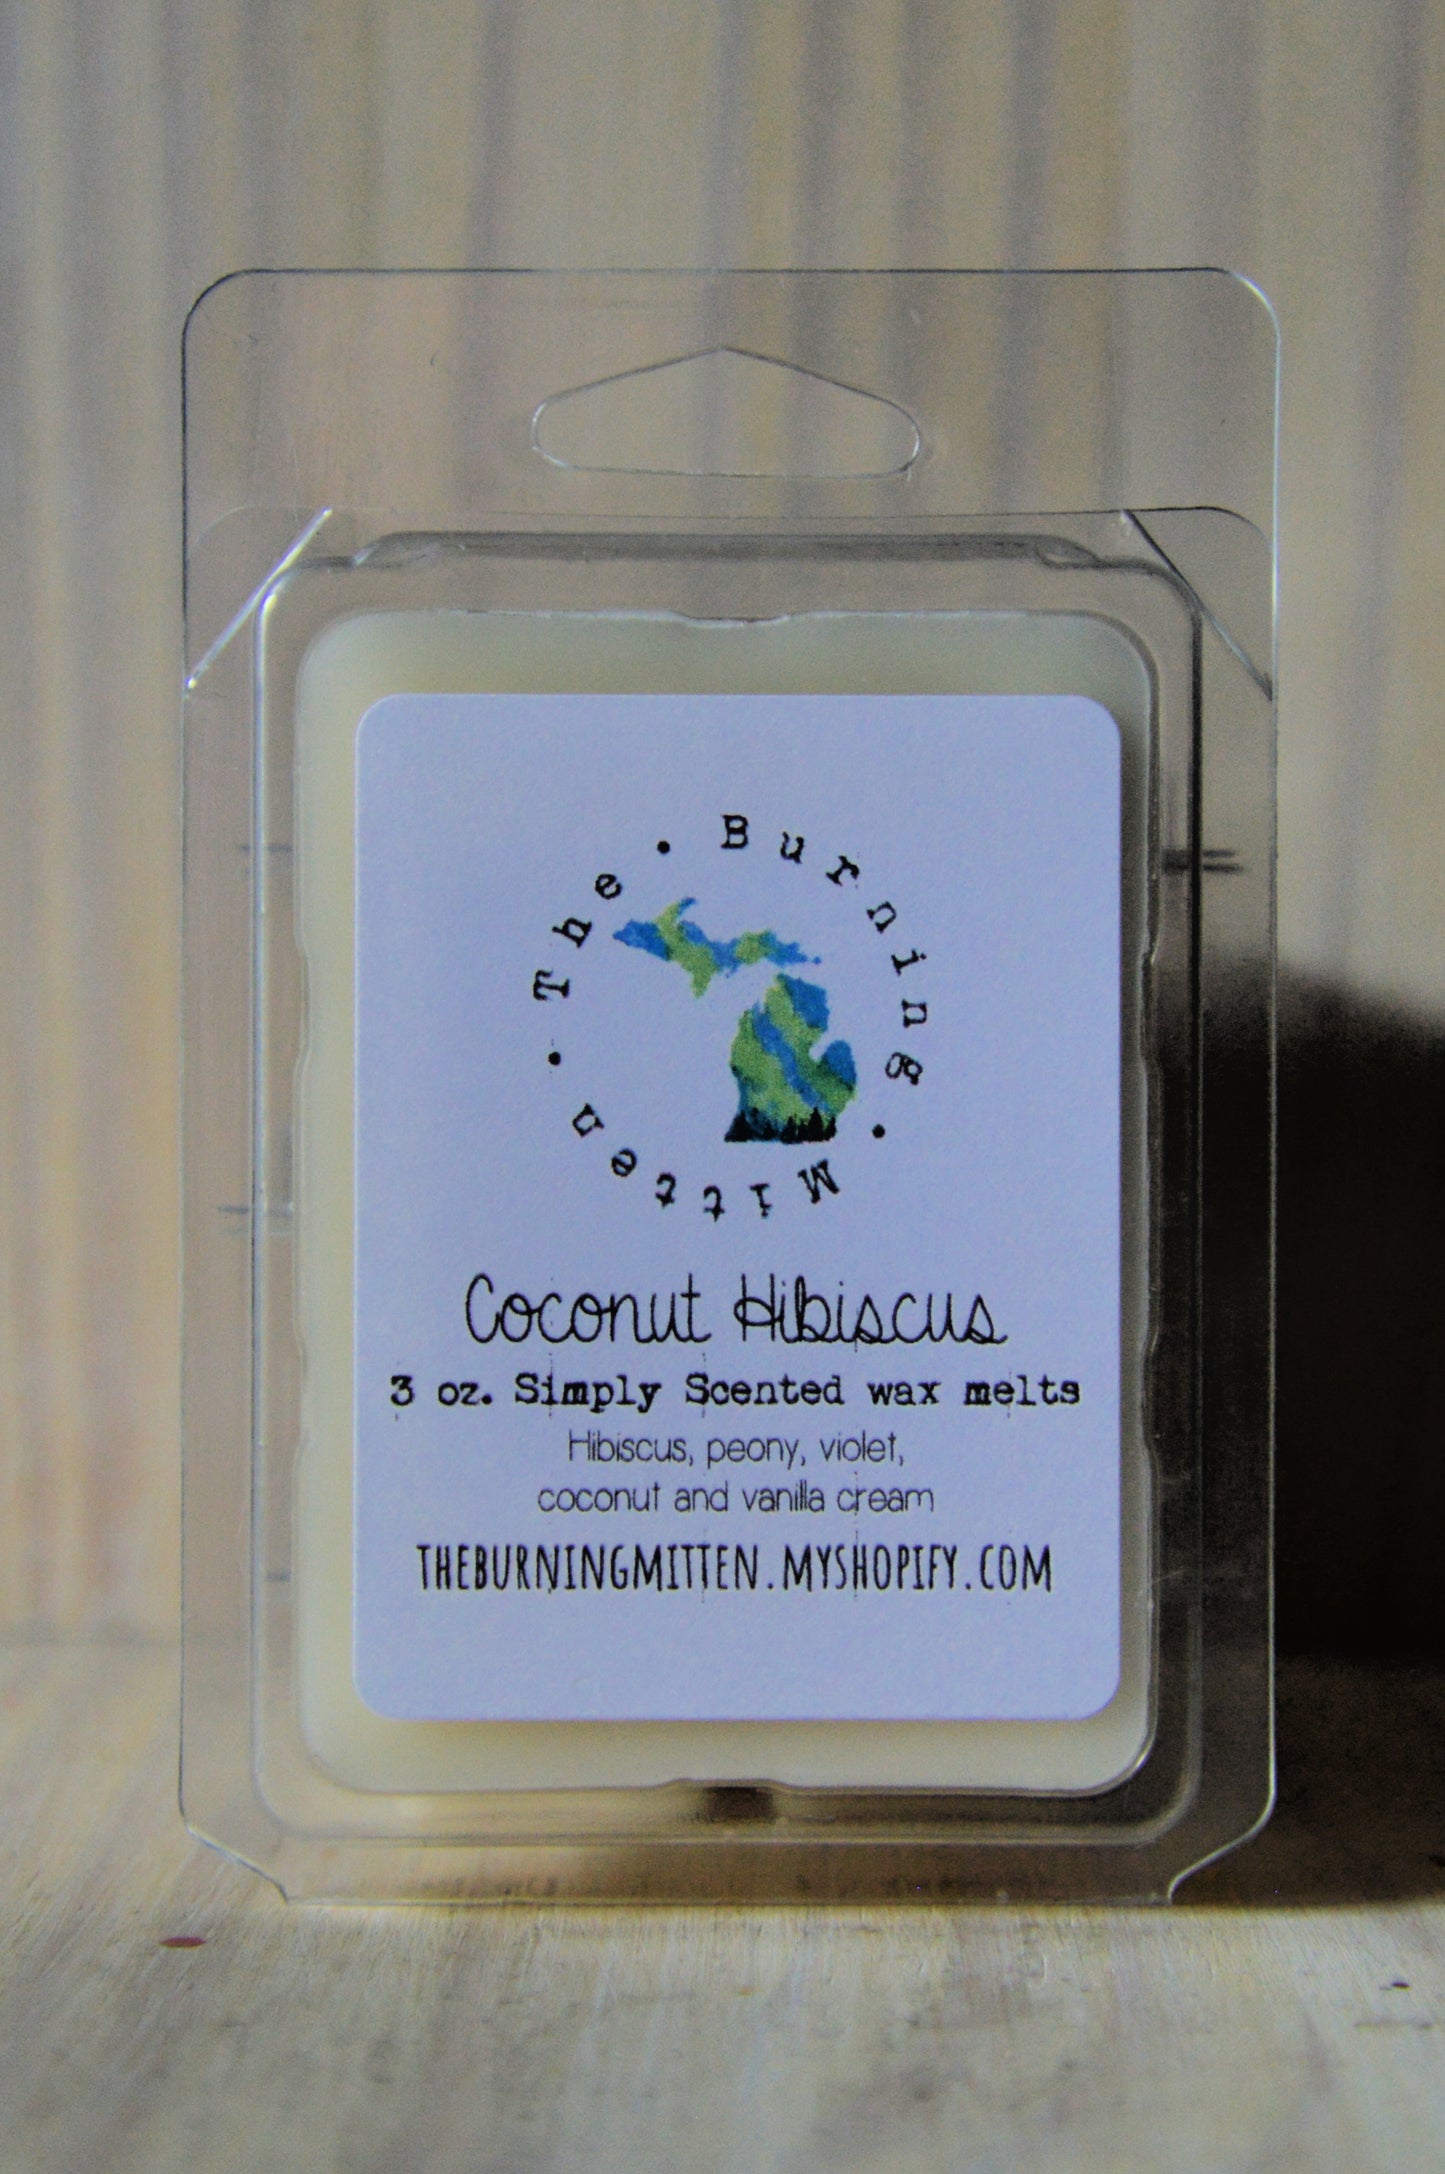 The • Burning • Mitten •
Coconut Hibiscus
3 oz. Simply Scented wax melts
Hibiscus, peony, violet,
coconut and vanilla cream
THEBURNINGMITTEN.MYSHOPIFY.COM